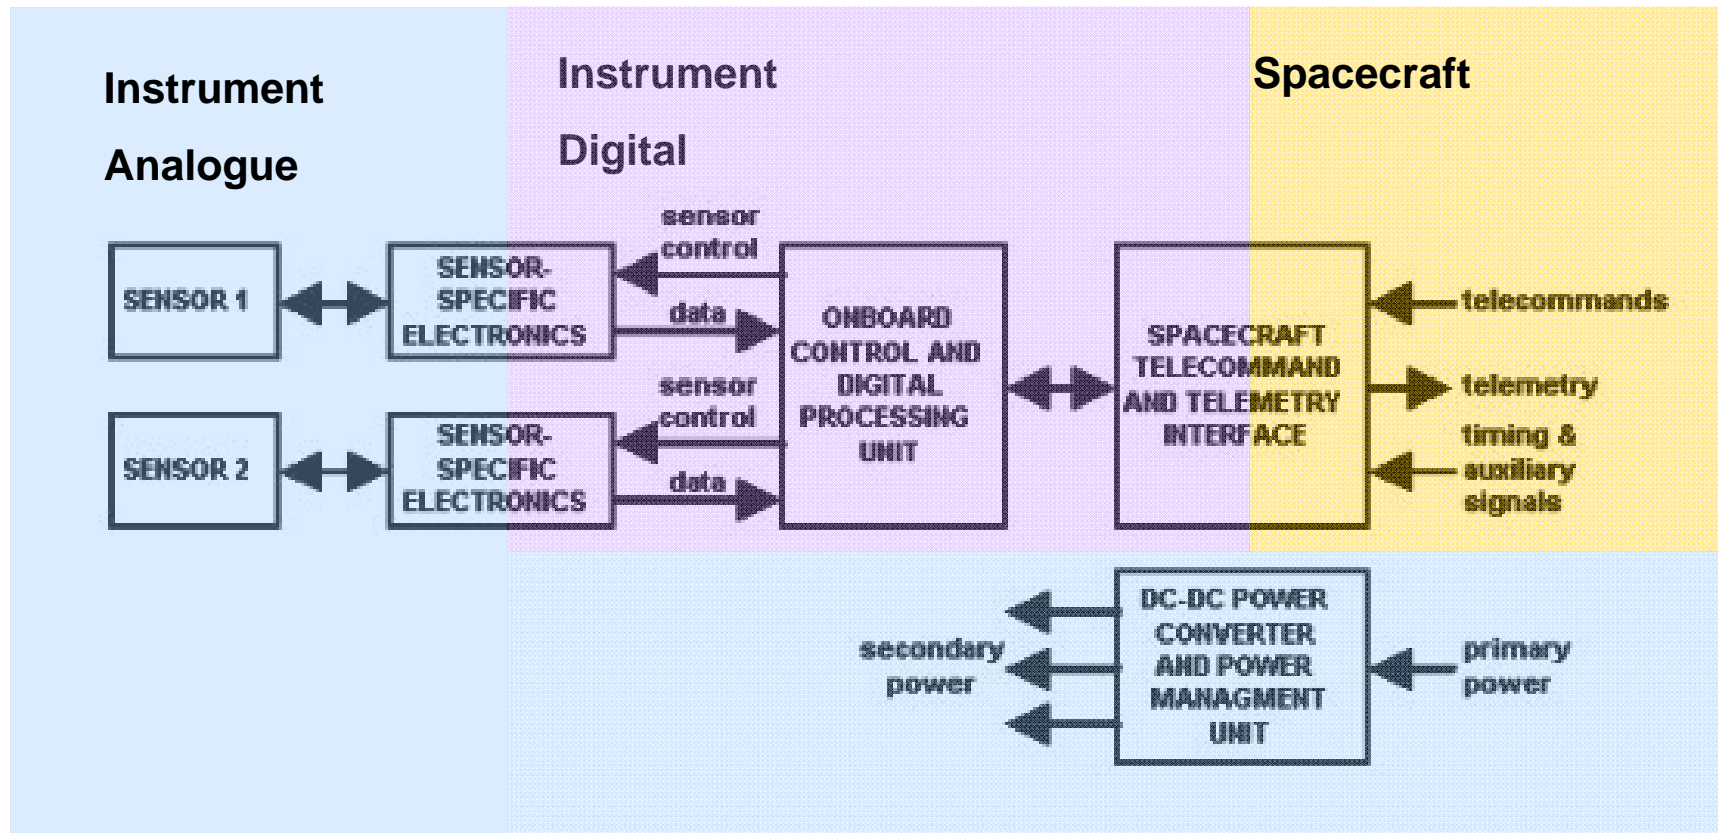 Instrument
Analogue
Instrument
Digital
Spacecraft
SENSOR 1
SENSOR-
SPECIFIC
ELECTRONICS
sensor
control
data
SENSOR 2
SENSOR-
SPECIFIC
ELECTRONICS
sensor
control
data
ONBOARD
CONTROL AND
DIGITAL
PROCESSING
UNIT
SPACECRAFT
TELECOMMAND
AND TELEMETRY
INTERFACE
telecommands
telemetry
timing &
auxiliary
signals
secondary
power
DC-DC POWER
CONVERTER
AND POWER
MANAGMENT
UNIT
primary
power